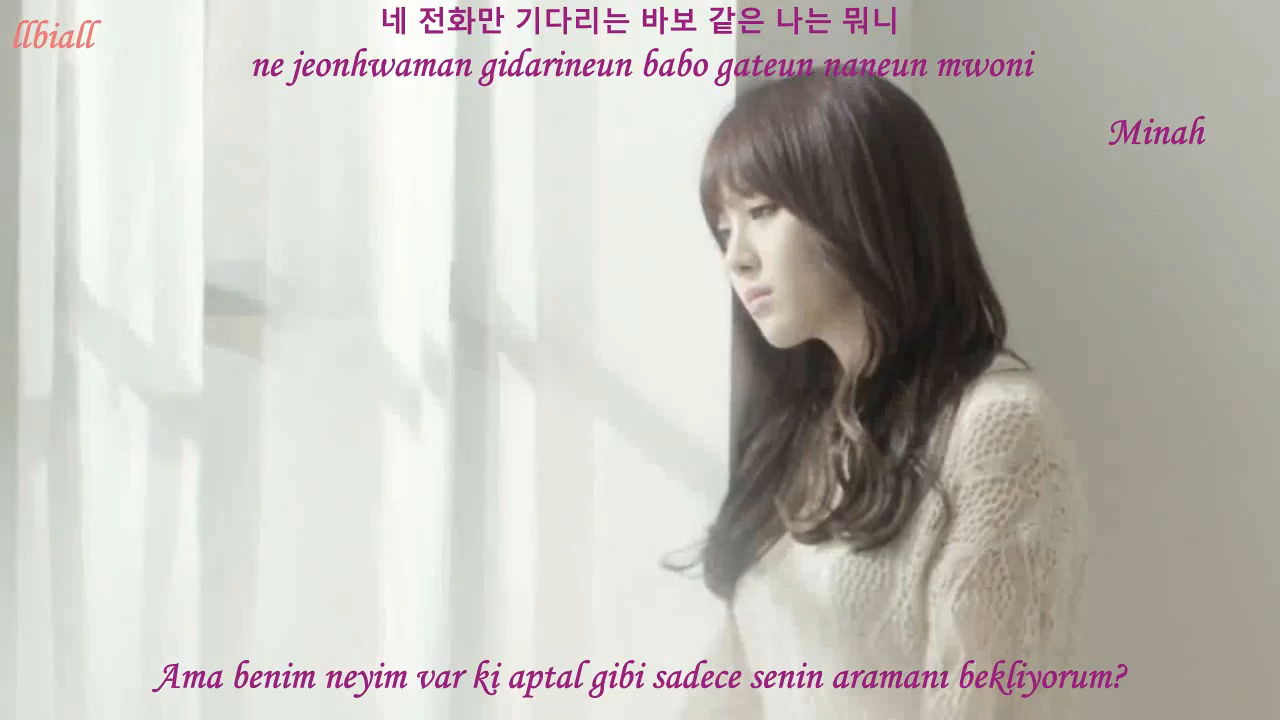 llbiall
네 전화만 기다리는 바보 같은 나는 뭐니
ne jeonhwaman gidarineun babo gateun naneun mwoni
Minah
Ama benim neyim var ki aptal gibi sadece senin aramanı bekliyorum?